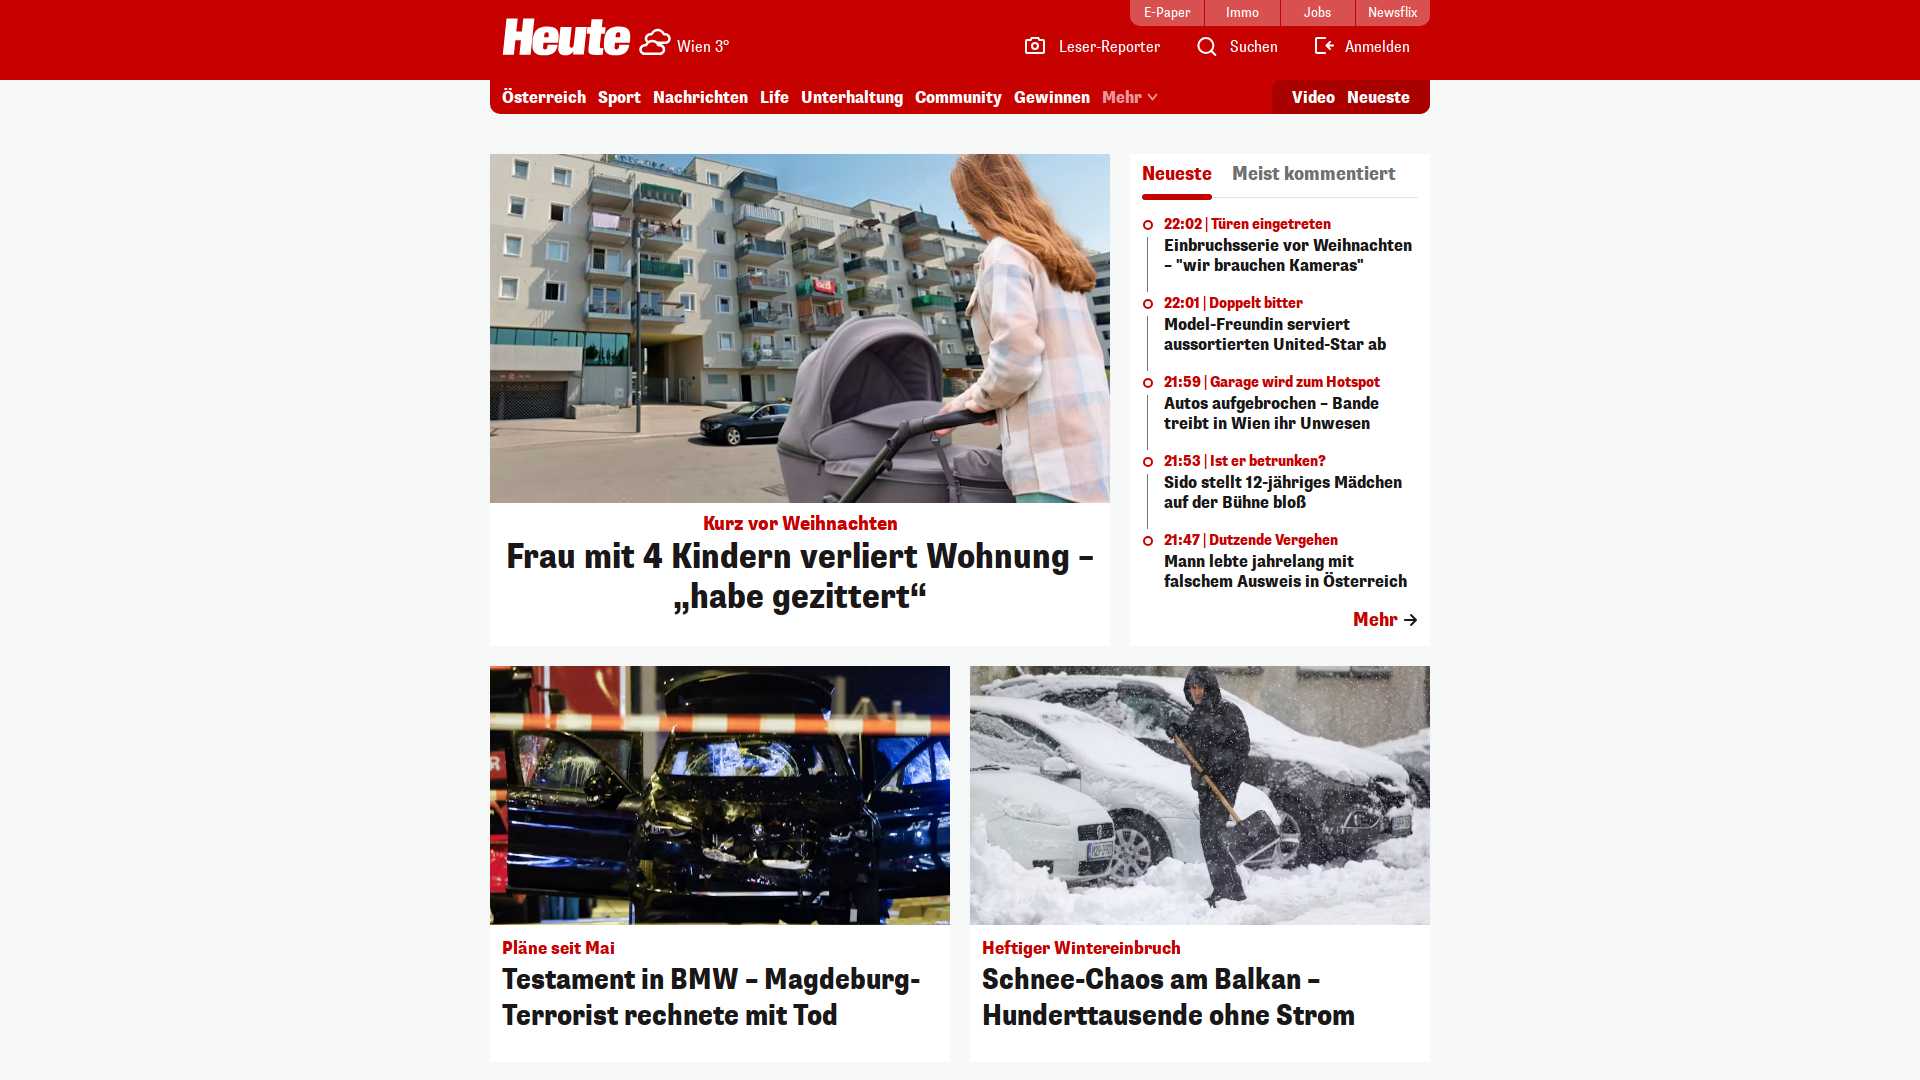 E-Paper
Immo
Jobs
Newsflix
Heute
Wien 3°
Leser-Reporter
Suchen
Anmelden
Österreich
Sport
Nachrichten
Life
Unterhaltung
Community
Gewinnen
Mehr
Video
Neueste
Kurz vor Weihnachten
Frau mit 4 Kindern verliert Wohnung –
„habe gezittert“
Neueste
Meist kommentiert
22:02 | Türen eingetreten
Einbruchsserie vor Weihnachten
– "wir brauchen Kameras"
22:01 | Doppelt bitter
Model-Freundin serviert
aussortierten United-Star ab
21:59 | Garage wird zum Hotspot
Autos aufgebrochen – Bande
treibt in Wien ihr Unwesen
21:53 | Ist er betrunken?
Sido stellt 12-jähriges Mädchen
auf der Bühne bloß
21:47 | Dutzende Vergehen
Mann lebte jahrelang mit
falschem Ausweis in Österreich
Mehr
Pläne seit Mai
Testament in BMW – Magdeburg-
Terrorist rechnete mit Tod
Heftiger Wintereinbruch
Schnee-Chaos am Balkan –
Hunderttausende ohne Strom